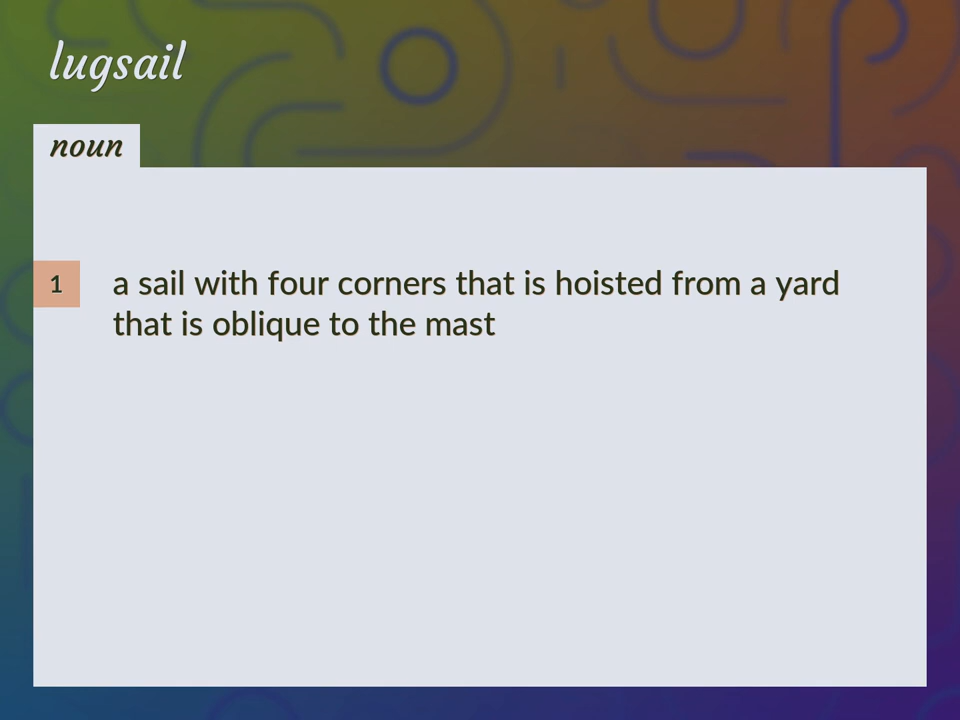 lugsail
noun
1
a sail with four corners that is hoisted from a yard
that is oblique to the mast